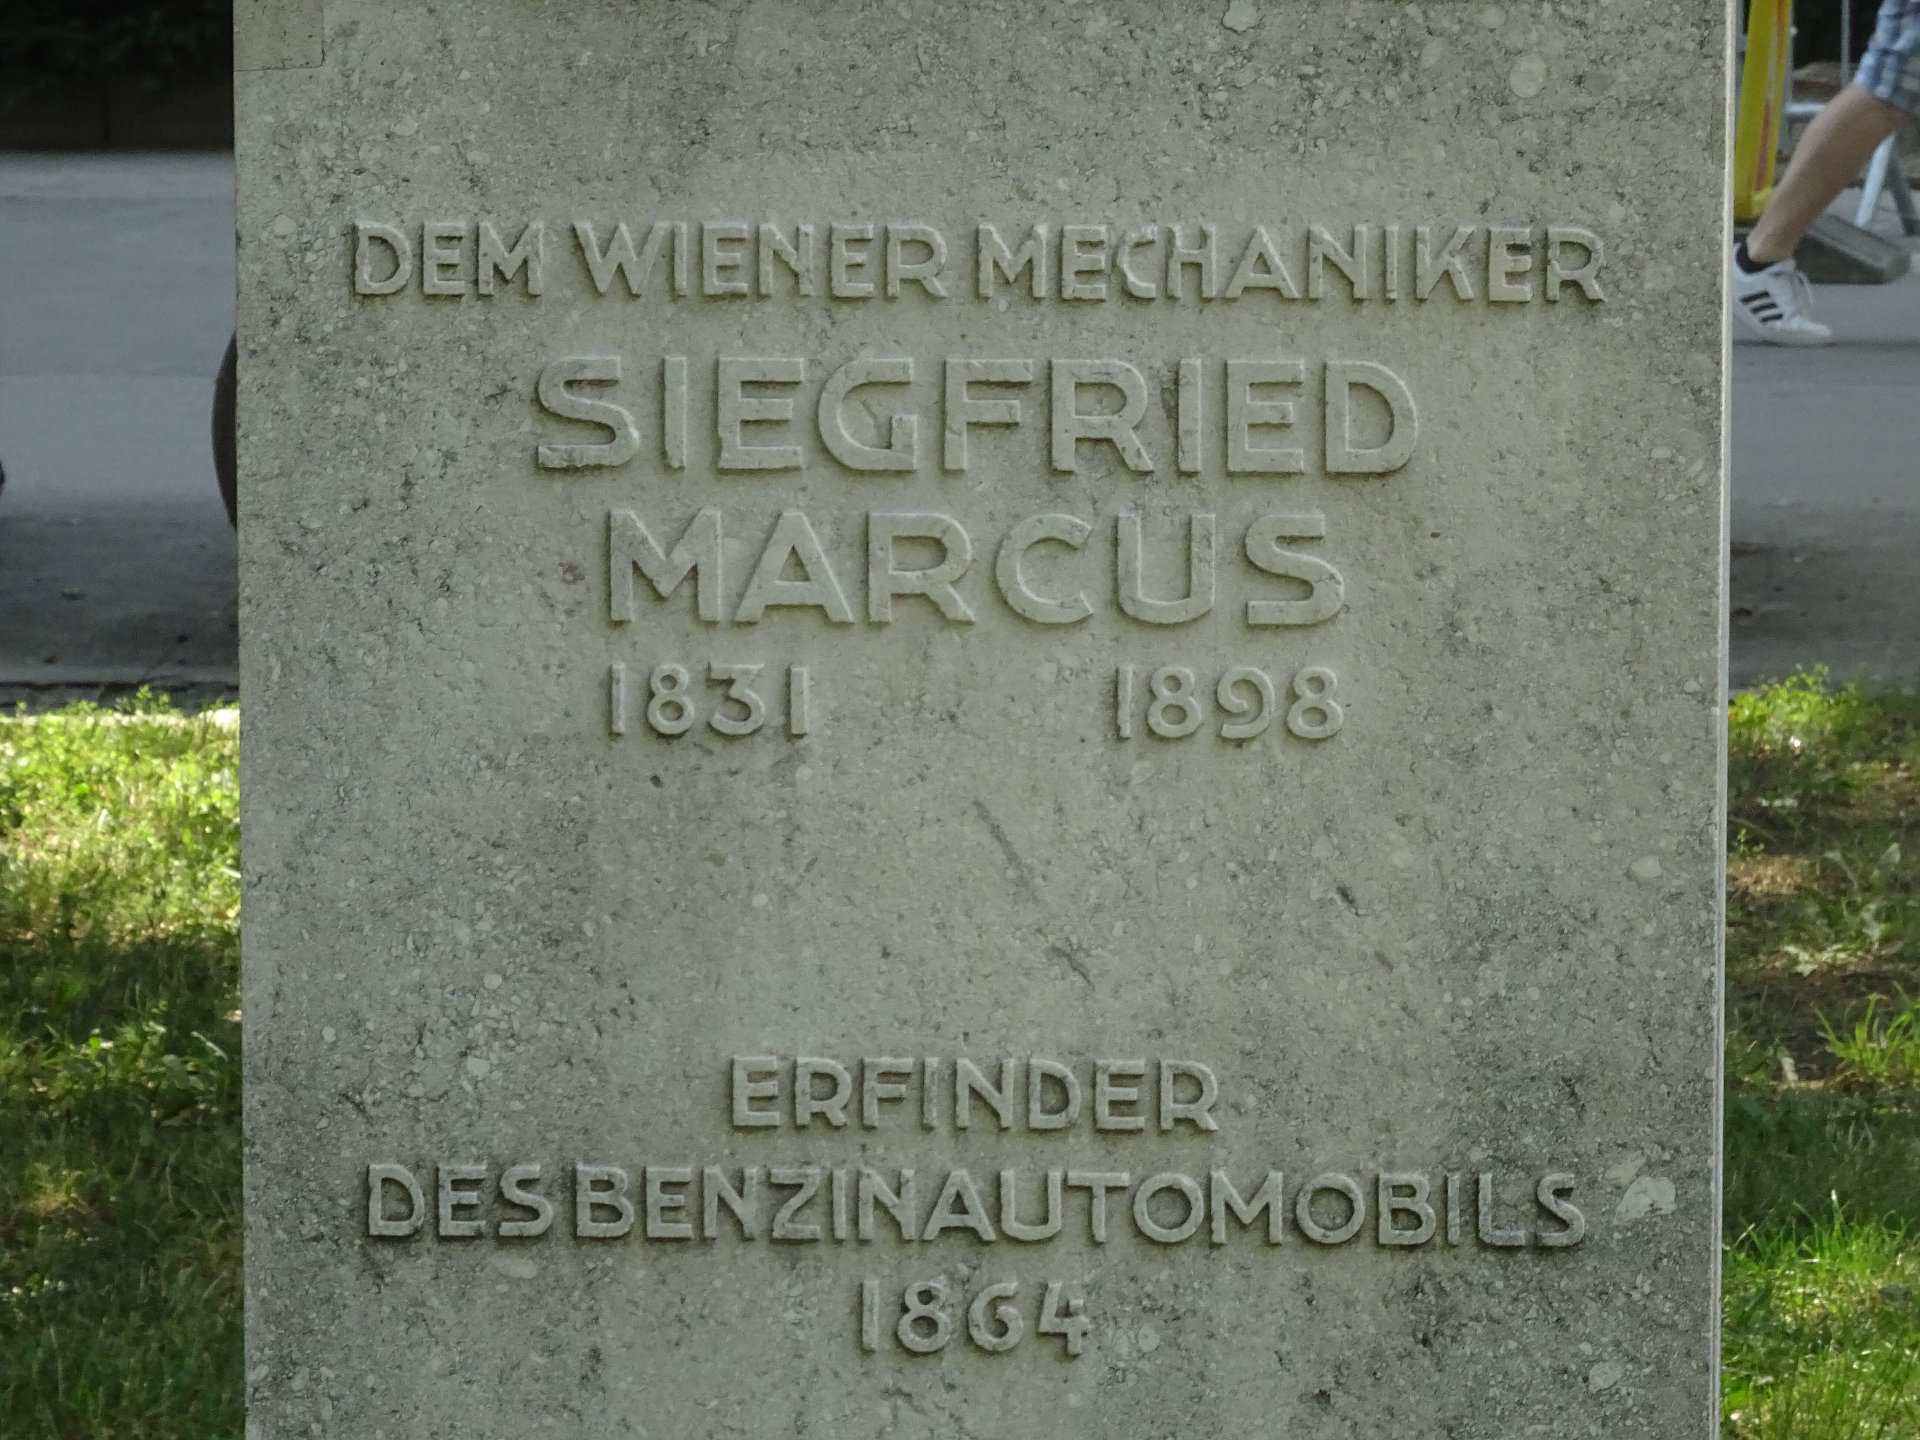 DEM WIENER MECHANIKER
SIEGFRIED
MARCUS
1831 1898
ERFINDER
DES BENZINAUTOMOBILS
1864